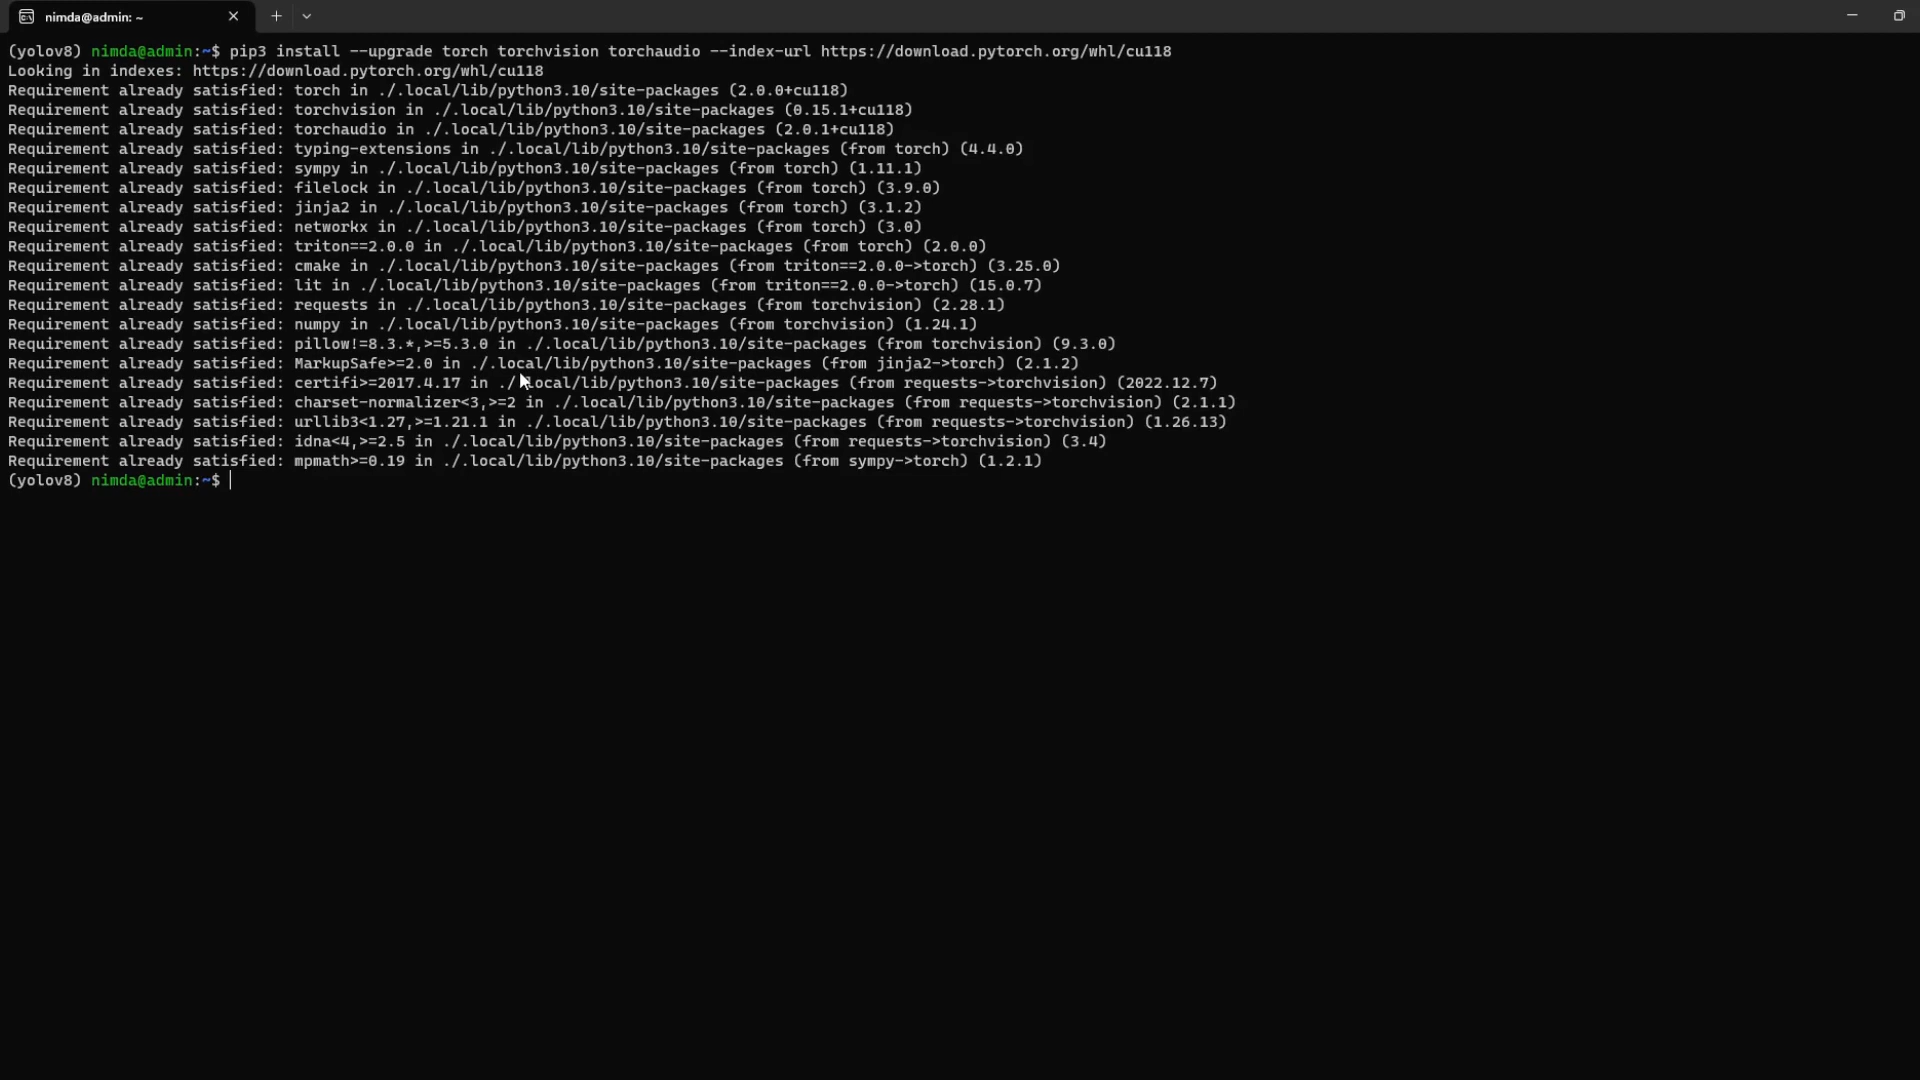 nimda@admin: ~
(yolov8) nimda@admin:~$ pip3 install --upgrade torch torchvision torchaudio --index-url https://download.pytorch.org/whl/cu118
Looking in indexes: https://download.pytorch.org/whl/cu118
Requirement already satisfied: torch in ./.local/lib/python3.10/site-packages (2.0.0+cu118)
Requirement already satisfied: torchvision in ./.local/lib/python3.10/site-packages (0.15.1+cu118)
Requirement already satisfied: torchaudio in ./.local/lib/python3.10/site-packages (2.0.1+cu118)
Requirement already satisfied: typing-extensions in ./.local/lib/python3.10/site-packages (from torch) (4.4.0)
Requirement already satisfied: sympy in ./.local/lib/python3.10/site-packages (from torch) (1.11.1)
Requirement already satisfied: filelock in ./.local/lib/python3.10/site-packages (from torch) (3.9.0)
Requirement already satisfied: jinja2 in ./.local/lib/python3.10/site-packages (from torch) (3.1.2)
Requirement already satisfied: networkx in ./.local/lib/python3.10/site-packages (from torch) (3.0)
Requirement already satisfied: triton==2.0.0 in ./.local/lib/python3.10/site-packages (from torch) (2.0.0)
Requirement already satisfied: cmake in ./.local/lib/python3.10/site-packages (from triton==2.0.0->torch) (3.25.0)
Requirement already satisfied: lit in ./.local/lib/python3.10/site-packages (from triton==2.0.0->torch) (15.0.7)
Requirement already satisfied: requests in ./.local/lib/python3.10/site-packages (from torchvision) (2.28.1)
Requirement already satisfied: numpy in ./.local/lib/python3.10/site-packages (from torchvision) (1.24.1)
Requirement already satisfied: pillow!=8.3.*,>=5.3.0 in ./.local/lib/python3.10/site-packages (from torchvision) (9.3.0)
Requirement already satisfied: MarkupSafe>=2.0 in ./.local/lib/python3.10/site-packages (from jinja2->torch) (2.1.2)
Requirement already satisfied: certifi>=2017.4.17 in ./.local/lib/python3.10/site-packages (from requests->torchvision) (2022.12.7)
Requirement already satisfied: charset-normalizer<3,>=2 in ./.local/lib/python3.10/site-packages (from requests->torchvision) (2.1.1)
Requirement already satisfied: urllib3<1.27,>=1.21.1 in ./.local/lib/python3.10/site-packages (from requests->torchvision) (1.26.13)
Requirement already satisfied: idna<4,>=2.5 in ./.local/lib/python3.10/site-packages (from requests->torchvision) (3.4)
Requirement already satisfied: mpmath>=0.19 in ./.local/lib/python3.10/site-packages (from sympy->torch) (1.2.1)
(yolov8) nimda@admin:~$